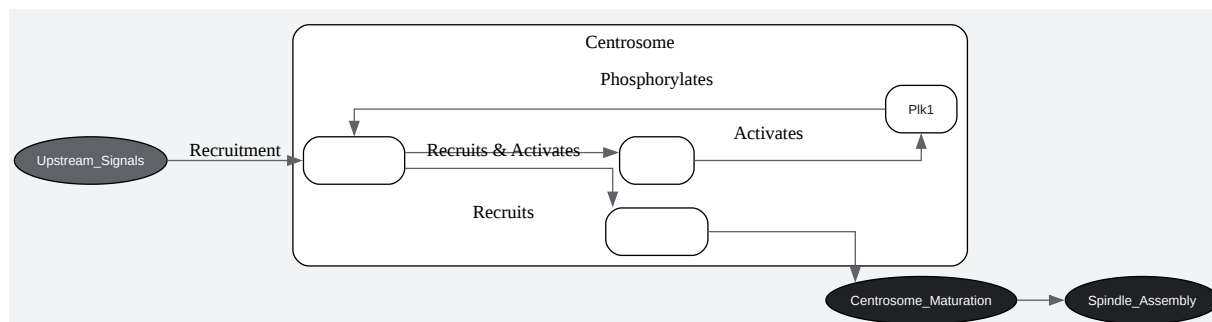 Centrosome
Phosphorylates
Plk1
Activates
Upstream_Signals
Recruitment
Recruits & Activates
Recruits
Centrosome_Maturation
Spindle_Assembly